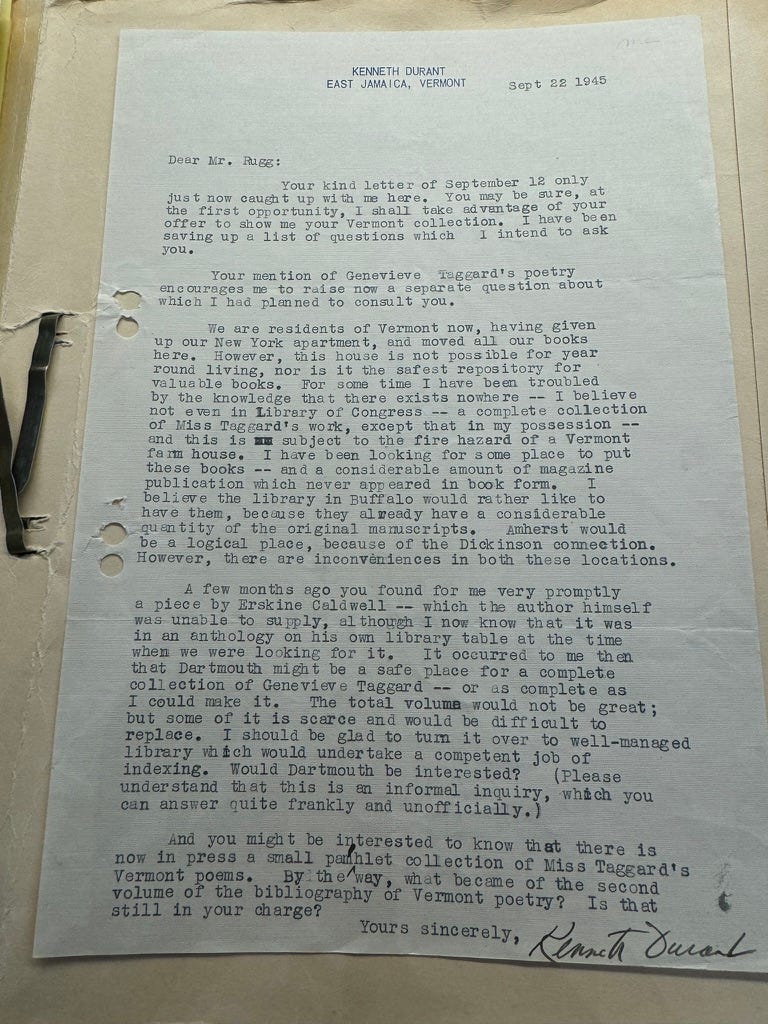 KENNETH DURANT
EAST JAMAICA, VERMONT
Sept 22 1945
Dear Mr. Rugg:
Your kind letter of September 12 only
just now caught up with me here. You may be sure, at
the first opportunity, I shall take advantage of your
offer to show me your Vermont collection. I have been
saving up a list of questions which I intend to ask
you.
Your mention of Genevieve Taggard's poetry
encourages me to raise now a separate question about
which I had planned to consult you.
We are residents of Vermont now, having given
up our New York apartment, and moved all our books
here. However, this house is not possible for year
round living, nor is it the safest repository for
valuable books. For some time I have been troubled
by the knowledge that there exists nowhere -- I believe
not even in Library of Congress -- a complete collection
of Miss Taggard's work, except that in my possession --
and this is subject to the fire hazard of a Vermont
farm house. I have been looking for some place to put
these books -- and a considerable amount of magazine
publication which never appeared in book form. I
believe the library in Buffalo would rather like to
have them, because they already have a considerable
quantity of the original manuscripts. Amherst would
be a logical place, because of the Dickinson connection.
However, there are inconveniences in both these locations.
A few months ago you found for me very promptly
a piece by Erskine Caldwell -- which the author himself
was unable to supply, although I now know that it was
in an anthology on his own library table at the time
when we were looking for it. It occurred to me then
that Dartmouth might be a safe place for a complete
collection of Genevieve Taggard -- or as complete as
I could make it. The total volume would not be great;
but some of it is scarce and would be difficult to
replace. I should be glad to turn it over to well-managed
library which would undertake a competent job of
indexing. Would Dartmouth be interested? (Please
understand that this is an informal inquiry, which you
can answer quite frankly and unofficially.)
And you might be interested to know that there is
now in press a small pamphlet collection of Miss Taggard's
Vermont poems. By the way, what became of the second
volume of the bibliography of Vermont poetry? Is that
still in your charge?
Yours sincerely,
Kenneth Durant